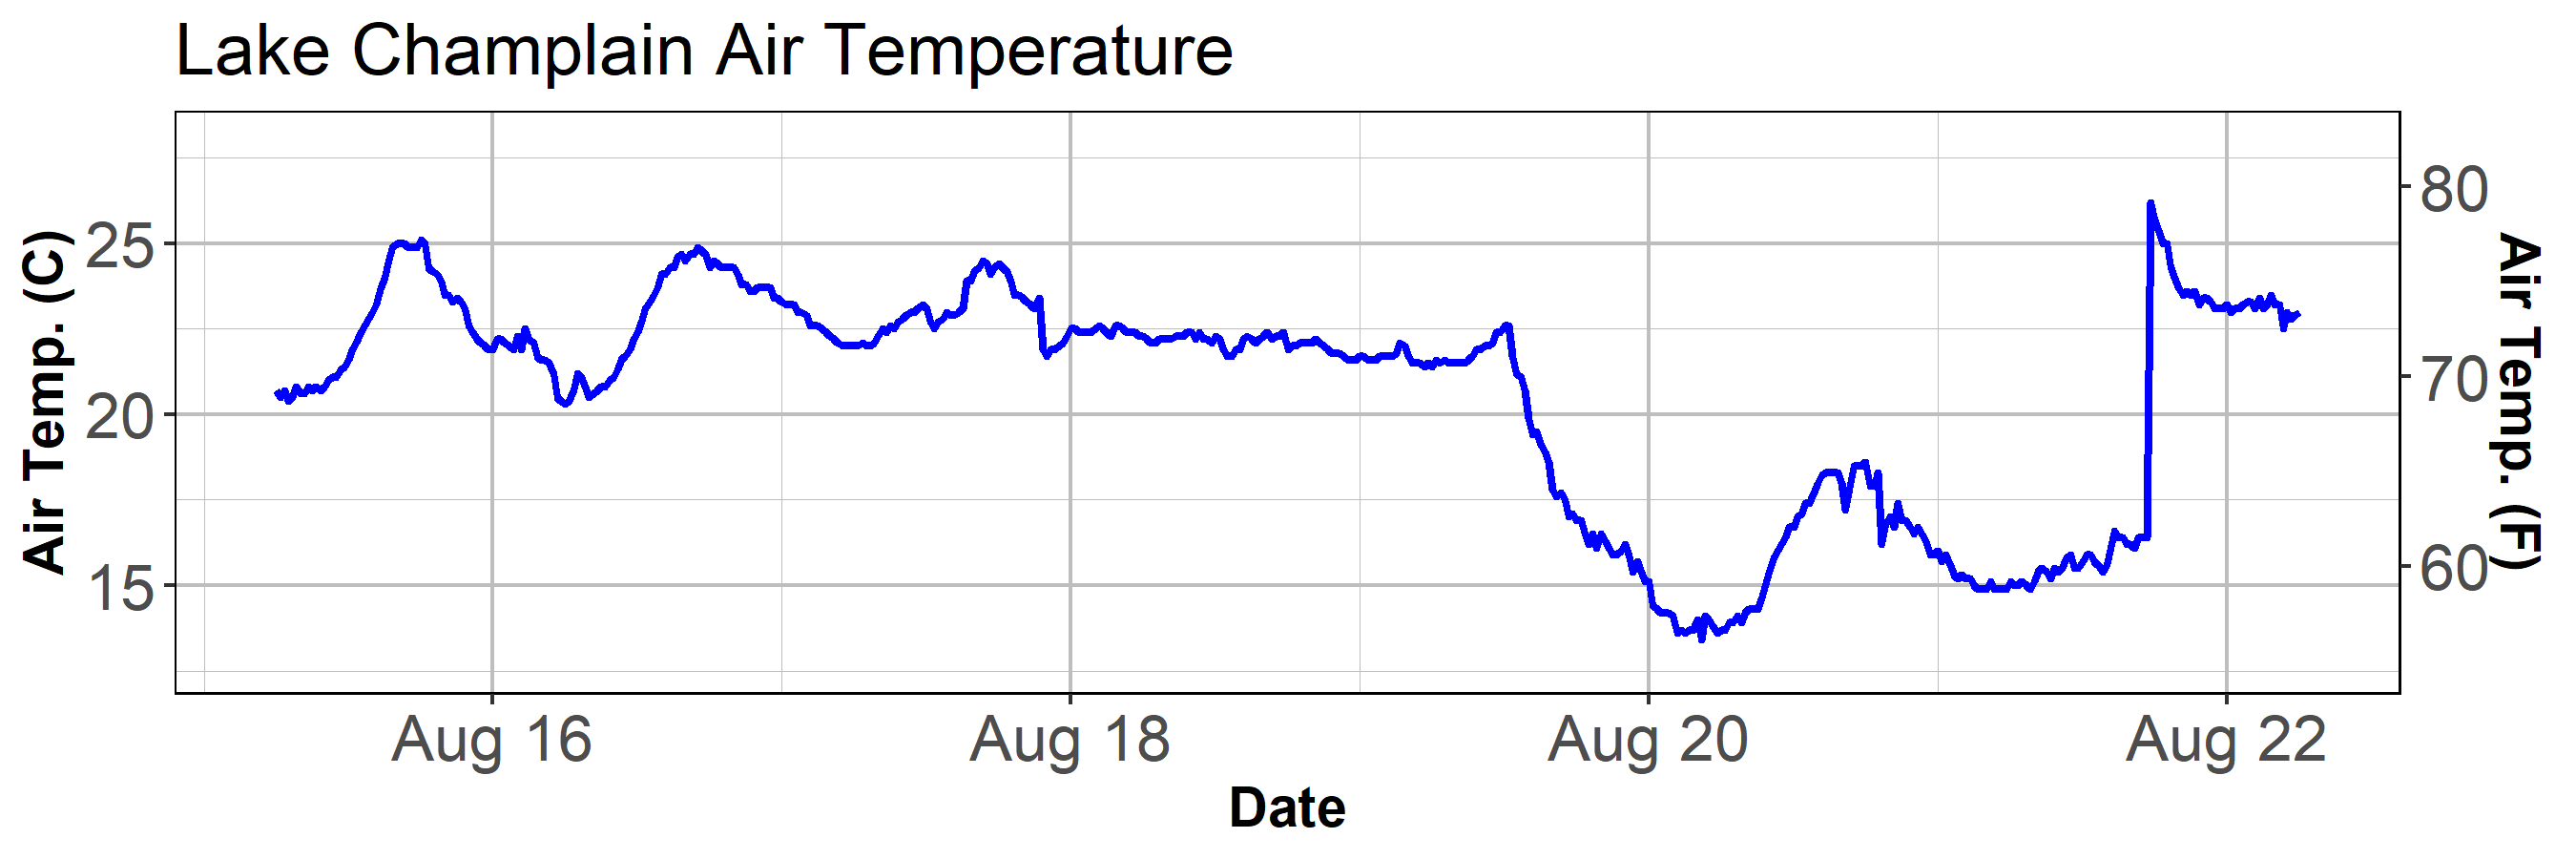 Lake Champlain Air Temperature
Air Temp. (C)
25
20
15
80
70
60
Air Temp. (F)
Aug 16
Aug 18
Aug 20
Aug 22
Date